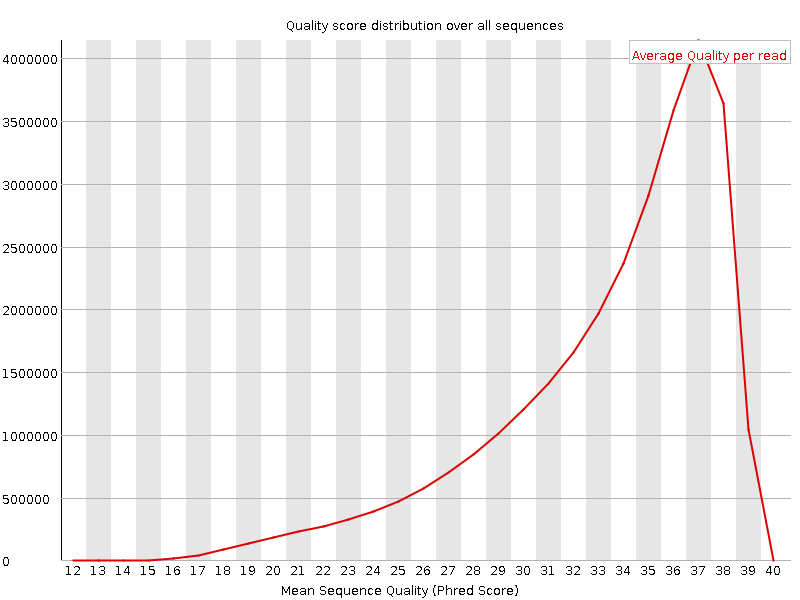 Quality score distribution over all sequences
Average Quality per read
4000000
3500000
3000000
2500000
2000000
1500000
1000000
500000
0
12 13 14 15 16 17 18 19 20 21 22 23 24 25 26 27 28 29 30 31 32 33 34 35 36 37 38 39 40
Mean Sequence Quality (Phred Score)